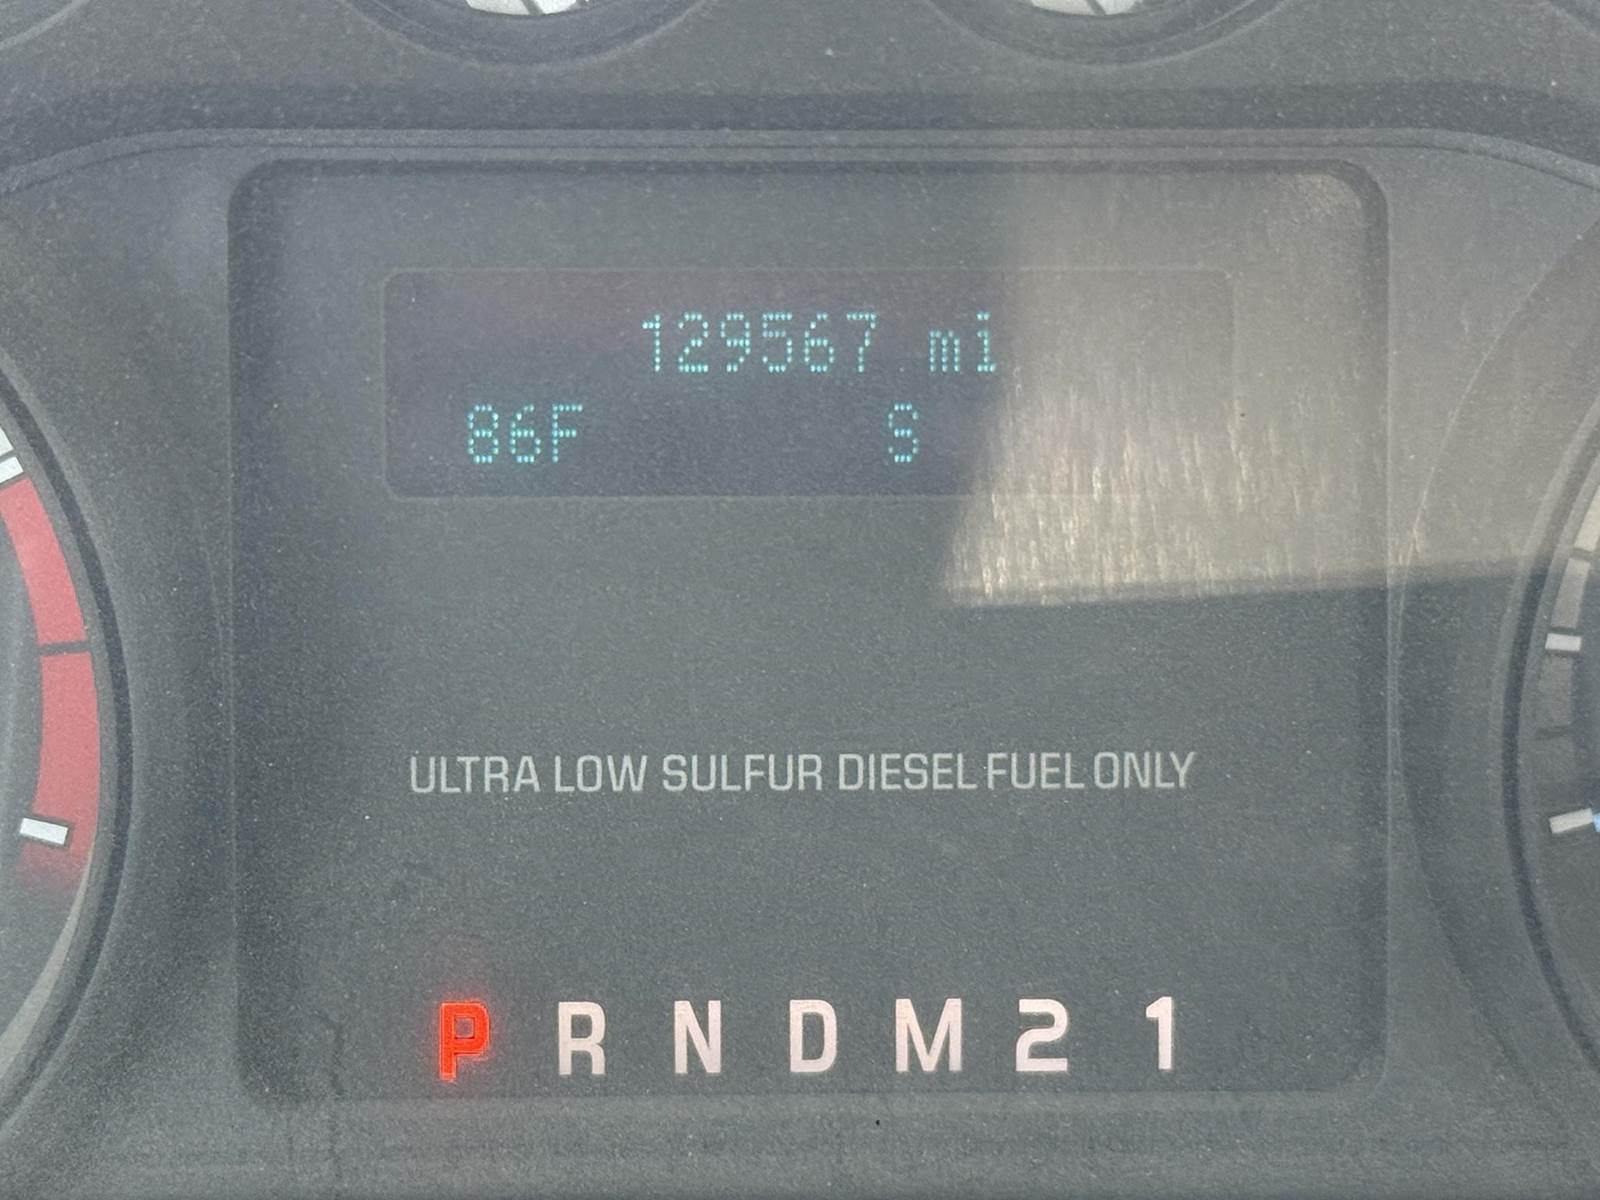 129567 mi
86F S
ULTRA LOW SULFUR DIESEL FUEL ONLY
P R N D M 2 1